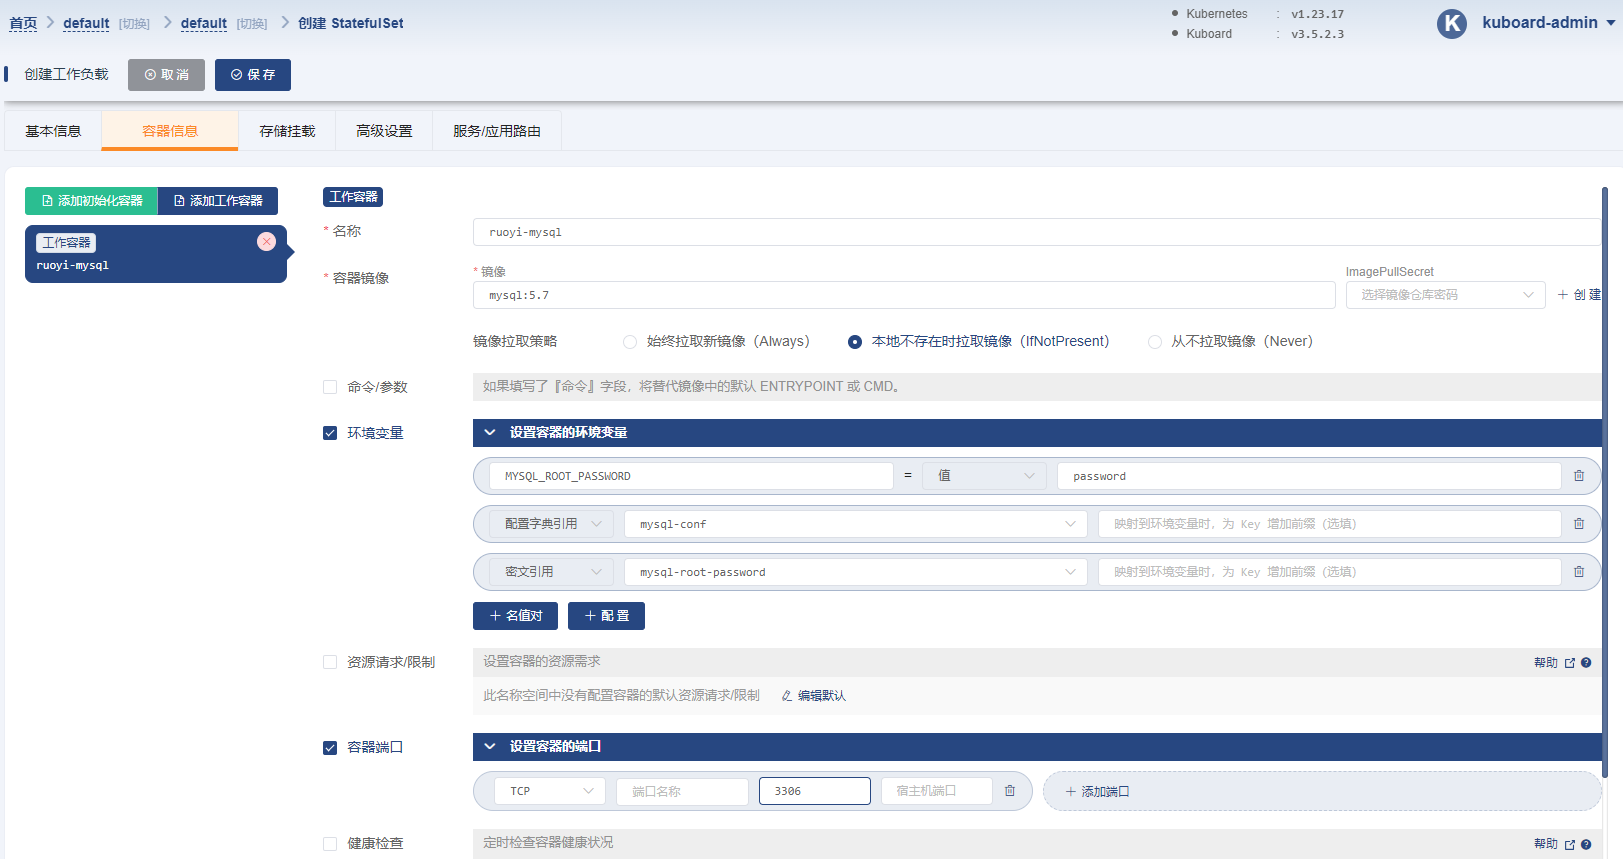 首页 default [切换] default [切换] 创建 StatefulSet
Kubernetes : v1.23.17
Kuboard : v3.5.2.3
K kuboard-admin
创建工作负载 取 消 保 存
基本信息 容器信息 存储挂载 高级设置 服务/应用路由
添加初始化容器 添加工作容器
工作容器
ruoyi-mysql
工作容器
* 名称 ruoyi-mysql
* 容器镜像
* 镜像 ImagePullSecret
mysql:5.7 选择镜像仓库密码 + 创 建
镜像拉取策略 始终拉取新镜像（Always） 本地不存在时拉取镜像（IfNotPresent） 从不拉取镜像（Never）
命令/参数 如果填写了『命令』字段，将替代镜像中的默认 ENTRYPOINT 或 CMD。
环境变量 设置容器的环境变量
MYSQL_ROOT_PASSWORD = 值 password
配置字典引用 mysql-conf 映射到环境变量时，为 Key 增加前缀（选填）
密文引用 mysql-root-password 映射到环境变量时，为 Key 增加前缀（选填）
+ 名值对 + 配 置
资源请求/限制 设置容器的资源需求 帮助
此名称空间中没有配置容器的默认资源请求/限制 编辑默认
容器端口 设置容器的端口
TCP 端口名称 3306 宿主机端口 + 添加端口
健康检查 定时检查容器健康状况 帮助